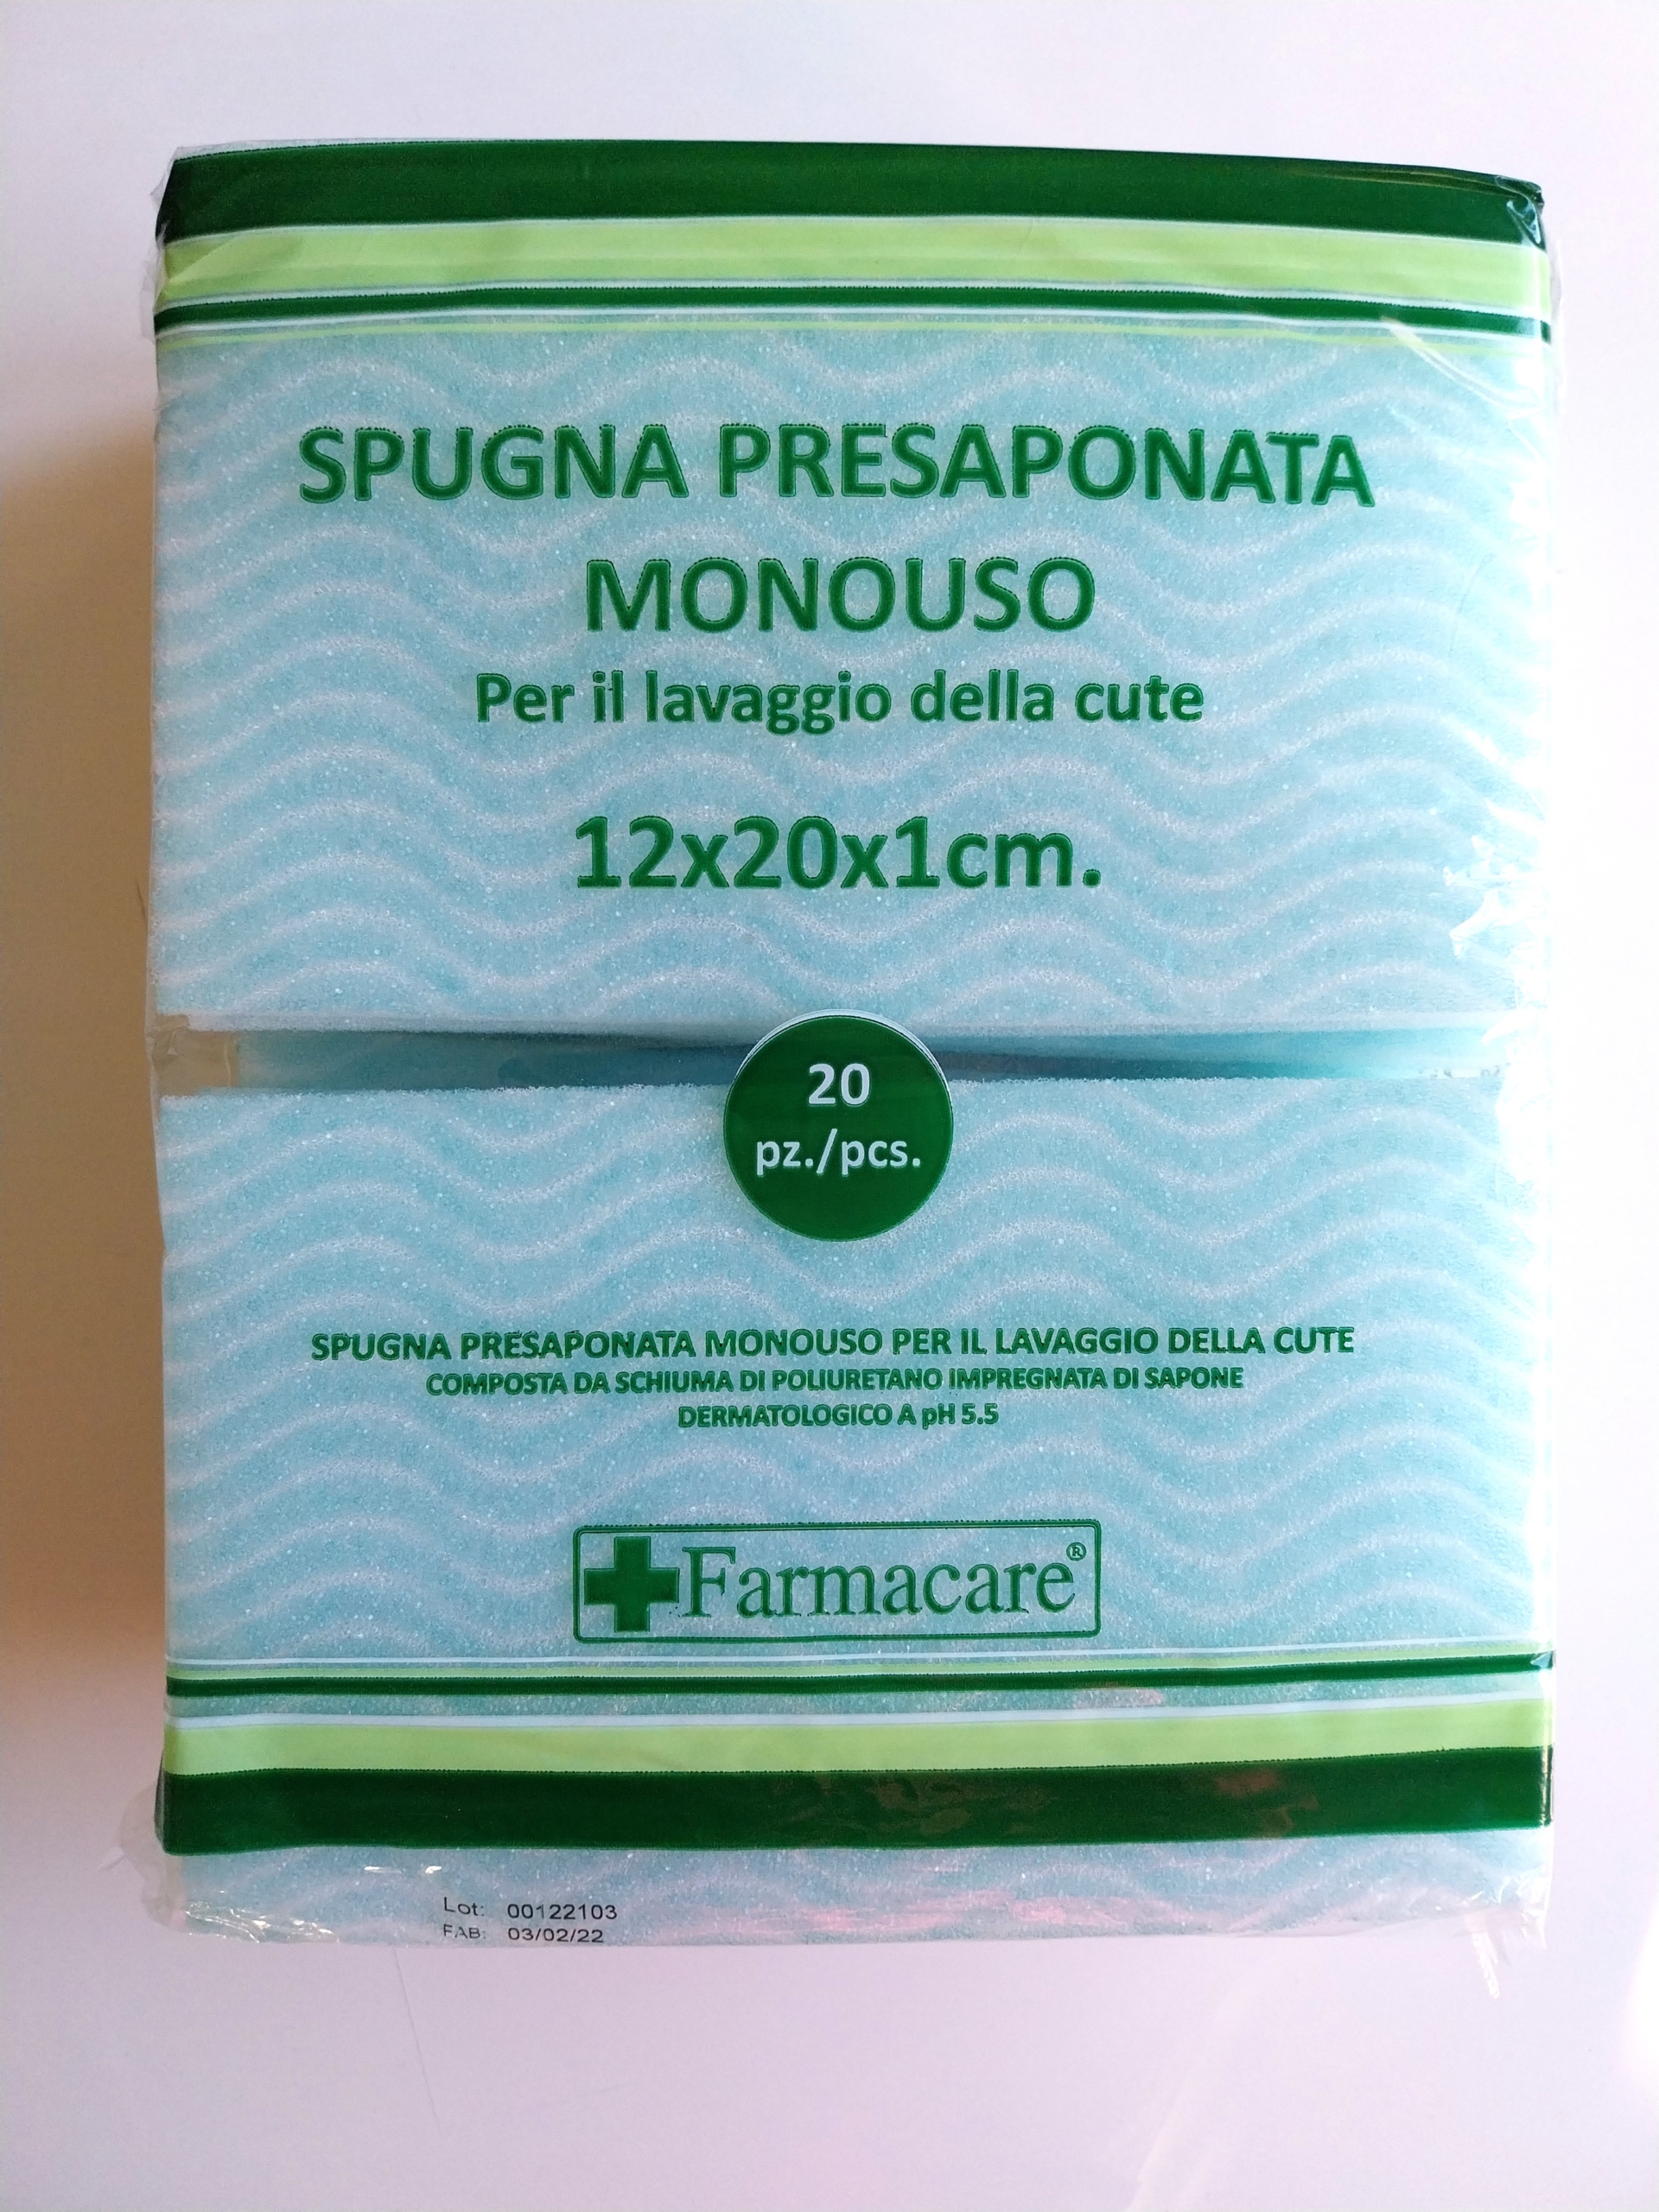 SPUGNA PRESAPONATA
MONOUSO
Per il lavaggio della cute
12x20x1cm.
20
pz./pcs.
SPUGNA PRESAPONATA MONOUSO PER IL LAVAGGIO DELLA CUTE
COMPOSTA DA SCHIUMA DI POLIURETANO IMPREGNATA DI SAPONE
DERMATOLOGICO A pH 5.5
Farmacare®
Lot: 00122103
FAB: 03/02/22